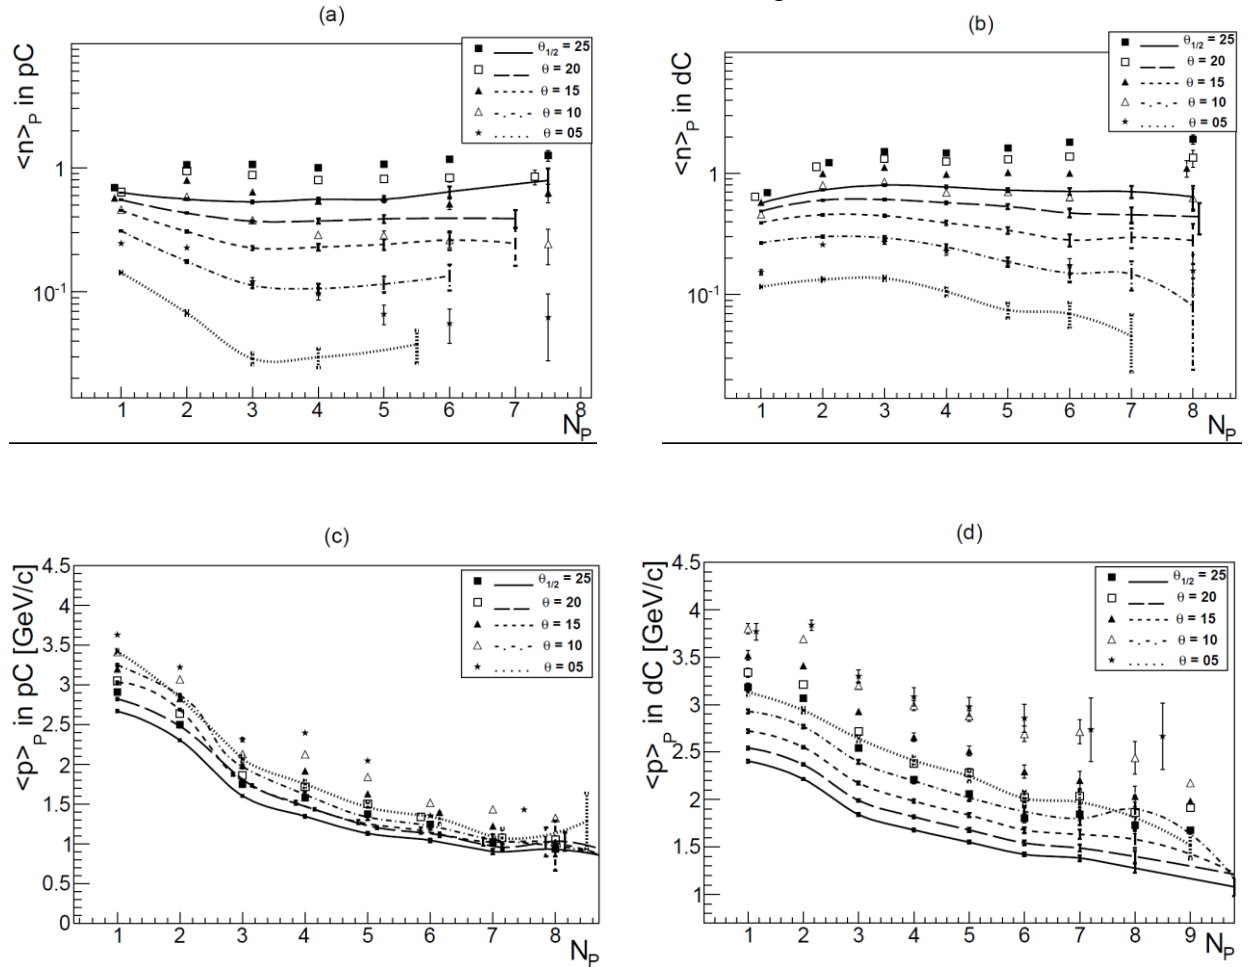 (a)
<n>P in pC
1
10⁻¹
θ1/2 = 25
θ = 20
θ = 15
θ = 10
θ = 05
1 2 3 4 5 6 7 8
NP
(b)
<n>P in dC
1
10⁻¹
θ1/2 = 25
θ = 20
θ = 15
θ = 10
θ = 05
1 2 3 4 5 6 7 8
NP
(c)
<p>P in pC [GeV/c]
4.5
4
3.5
3
2.5
2
1.5
1
0.5
0
θ1/2 = 25
θ = 20
θ = 15
θ = 10
θ = 05
1 2 3 4 5 6 7 8
NP
(d)
<p>P in dC [GeV/c]
4.5
4
3.5
3
2.5
2
1.5
1
θ1/2 = 25
θ = 20
θ = 15
θ = 10
θ = 05
1 2 3 4 5 6 7 8 9
NP